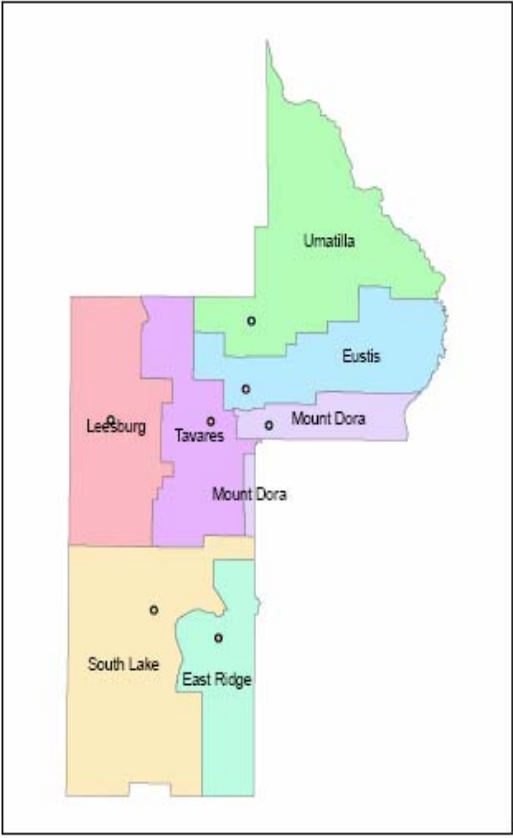 Umatilla
Eustis
Mount Dora
Leesburg
Tavares
Mount Dora
South Lake
East Ridge